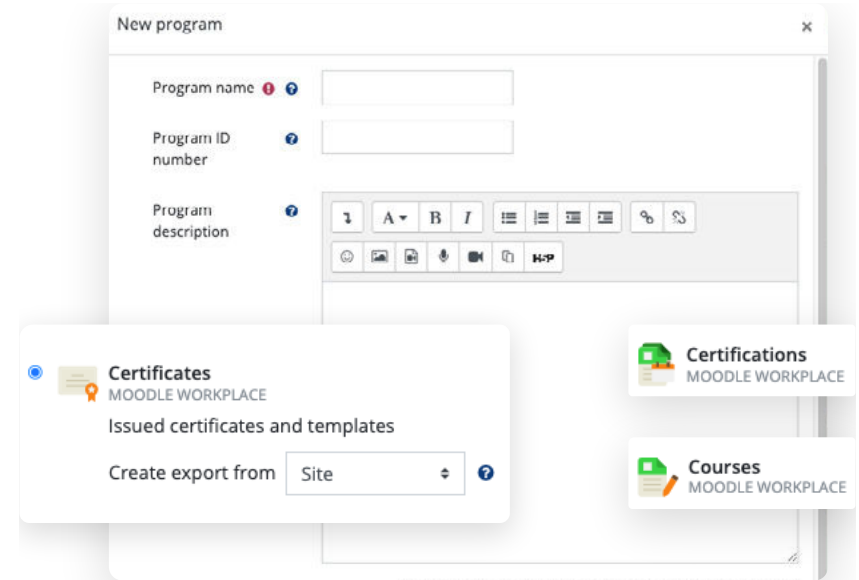 New program
×
Program name
Program ID
number
Program
description
A
B I
H5P
Certificates
MOODLE WORKPLACE
Issued certificates and templates
Create export from Site
Certifications
MOODLE WORKPLACE
Courses
MOODLE WORKPLACE